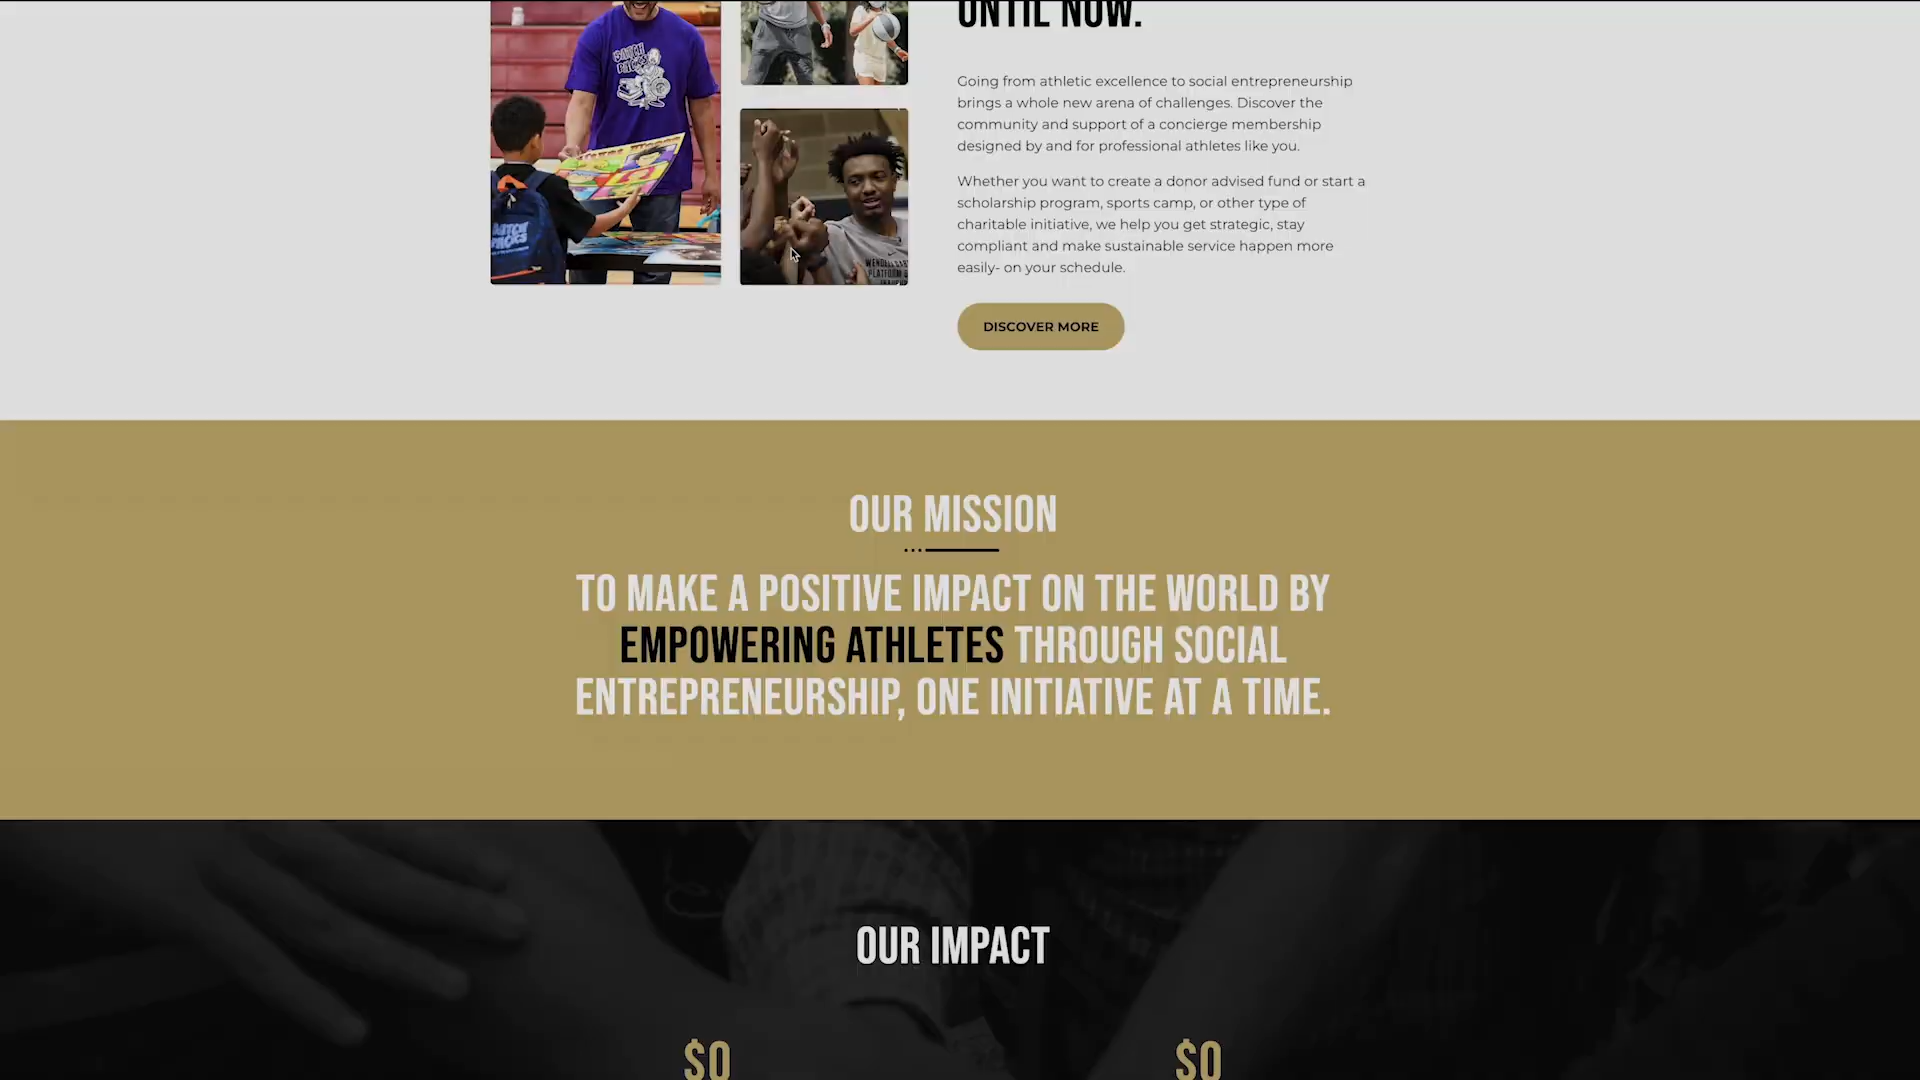 UNTIL NOW.
Going from athletic excellence to social entrepreneurship
brings a whole new arena of challenges. Discover the
community and support of a concierge membership
designed by and for professional athletes like you.
Whether you want to create a donor advised fund or start a
scholarship program, sports camp, or other type of
charitable initiative, we help you get strategic, stay
compliant and make sustainable service happen more
easily- on your schedule.
DISCOVER MORE
OUR MISSION
TO MAKE A POSITIVE IMPACT ON THE WORLD BY
EMPOWERING ATHLETES THROUGH SOCIAL
ENTREPRENEURSHIP, ONE INITIATIVE AT A TIME.
OUR IMPACT
$0
$0